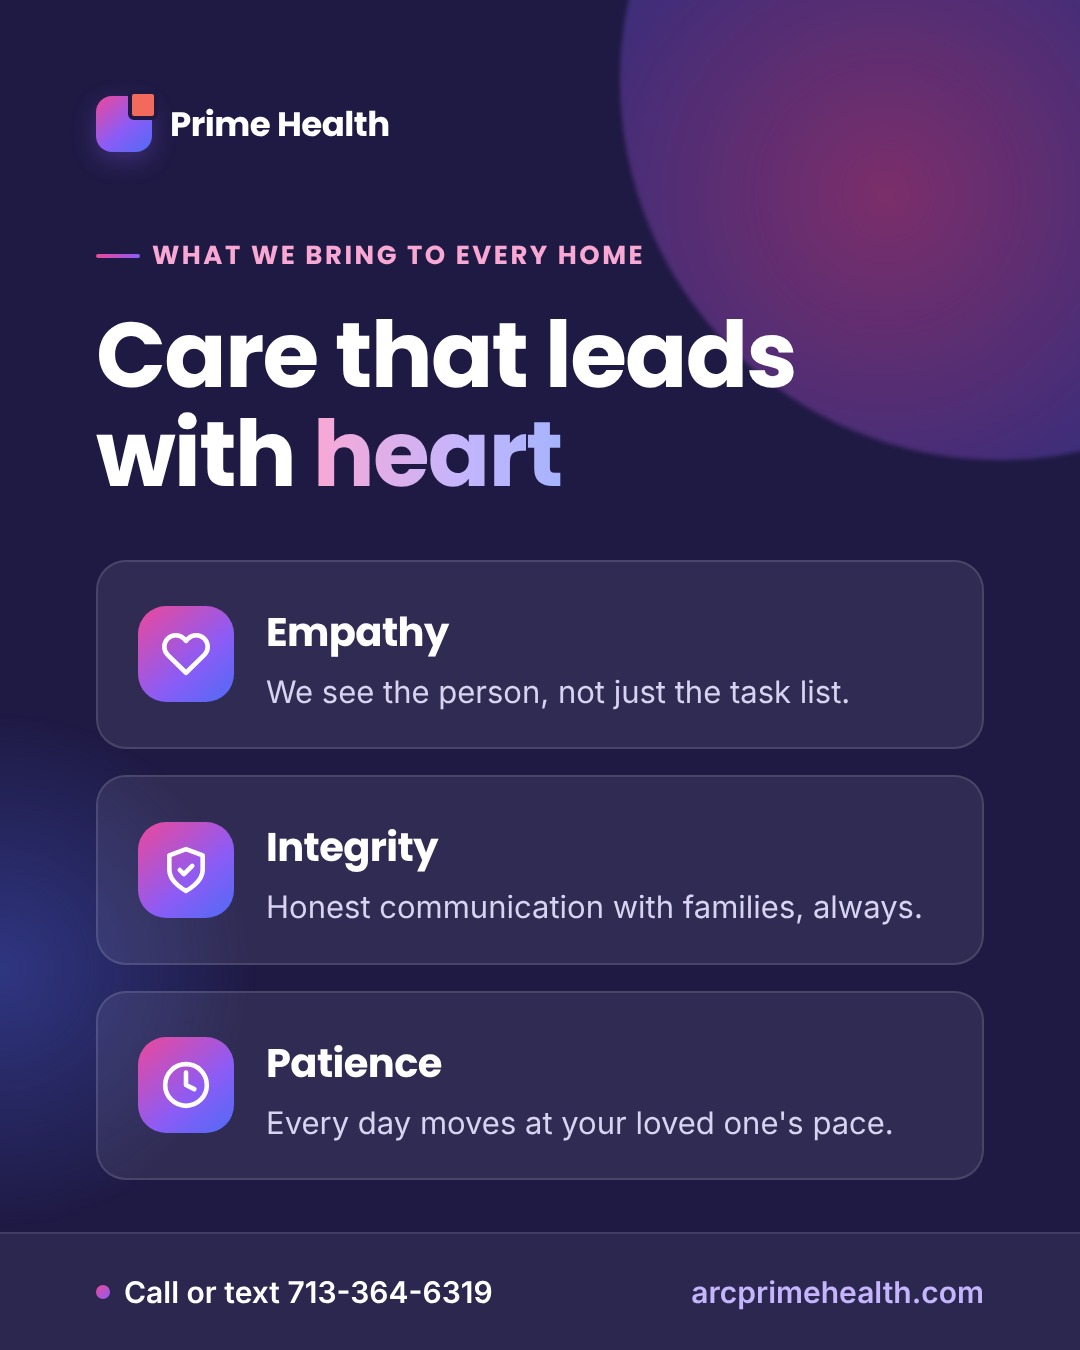 Prime Health
WHAT WE BRING TO EVERY HOME
Care that leads
with heart
Empathy
We see the person, not just the task list.
Integrity
Honest communication with families, always.
Patience
Every day moves at your loved one's pace.
Call or text 713-364-6319
arcprimehealth.com